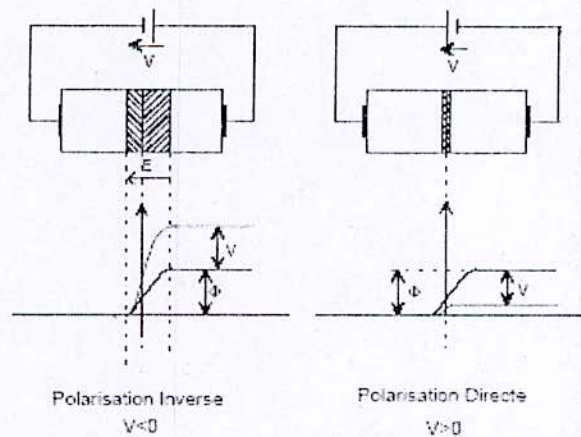 V
V
E
V
Φ
Φ
V
Polarisation Inverse
V<0
Polarisation Directe
V>0